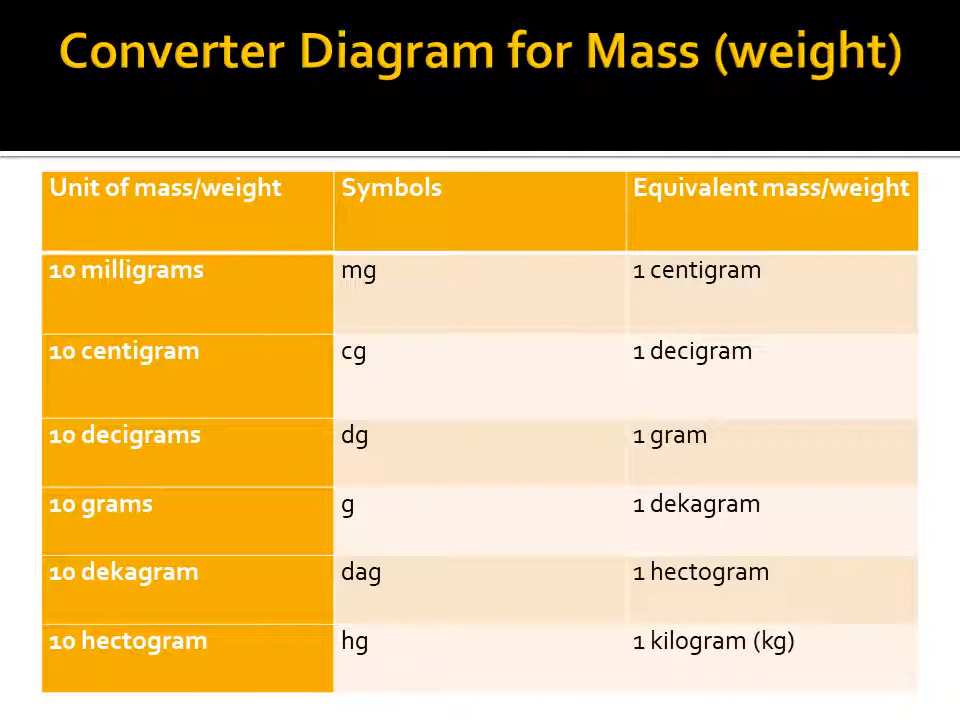 Converter Diagram for Mass (weight)
Unit of mass/weight Symbols Equivalent mass/weight
10 milligrams mg 1 centigram
10 centigram cg 1 decigram
10 decigrams dg 1 gram
10 grams g 1 dekagram
10 dekagram dag 1 hectogram
10 hectogram hg 1 kilogram (kg)